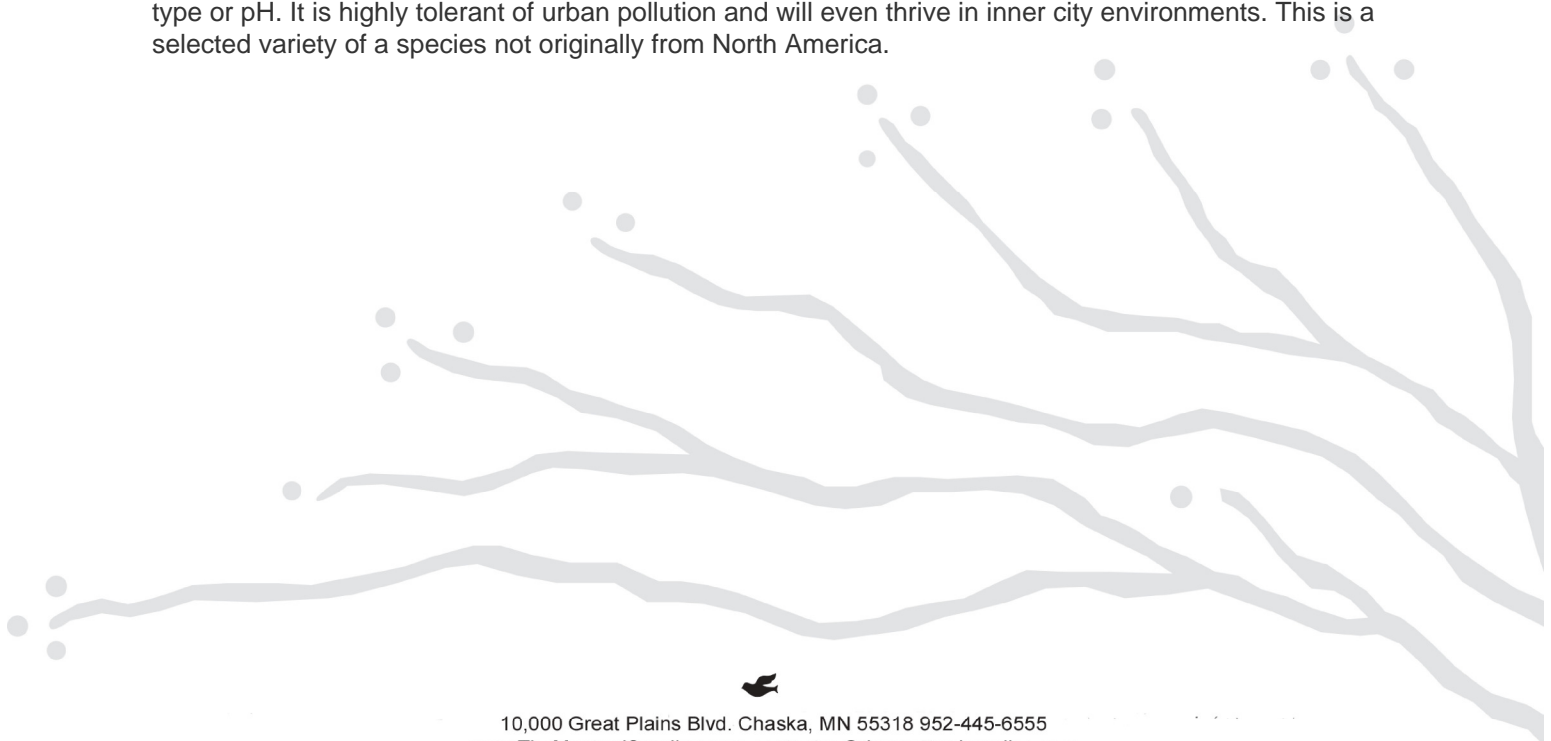 type or pH. It is highly tolerant of urban pollution and will even thrive in inner city environments. This is a
selected variety of a species not originally from North America.
10,000 Great Plains Blvd. Chaska, MN 55318 952-445-6555